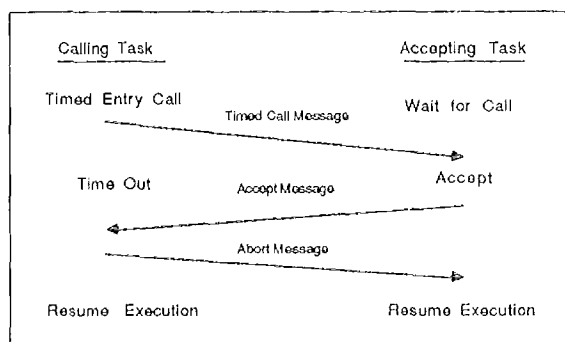 Calling Task
Accepting Task
Timed Entry Call
Wait for Call
Timed Call Message
Time Out
Accept Message
Accept
Abort Message
Resume Execution
Resume Execution